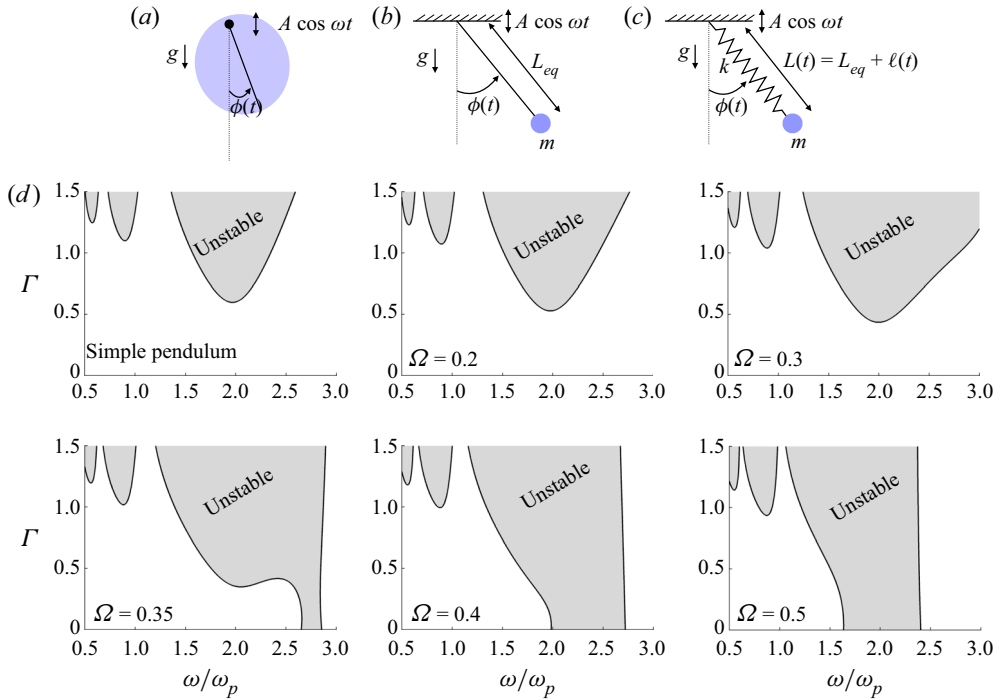 (a)
A cos ωt
g
ϕ(t)
(b)
A cos ωt
g
L_eq
ϕ(t)
m
(c)
A cos ωt
g
k
L(t) = L_eq + ℓ(t)
ϕ(t)
m
(d)
1.5
1.0
Γ
0.5
0
Unstable
Simple pendulum
0.5 1.0 1.5 2.0 2.5 3.0
1.5
1.0
0.5
0
Unstable
Ω = 0.2
0.5 1.0 1.5 2.0 2.5 3.0
1.5
1.0
0.5
0
Unstable
Ω = 0.3
0.5 1.0 1.5 2.0 2.5 3.0
1.5
1.0
Γ
0.5
0
Unstable
Ω = 0.35
0.5 1.0 1.5 2.0 2.5 3.0
ω/ω_p
1.5
1.0
0.5
0
Unstable
Ω = 0.4
0.5 1.0 1.5 2.0 2.5 3.0
ω/ω_p
1.5
1.0
0.5
0
Unstable
Ω = 0.5
0.5 1.0 1.5 2.0 2.5 3.0
ω/ω_p